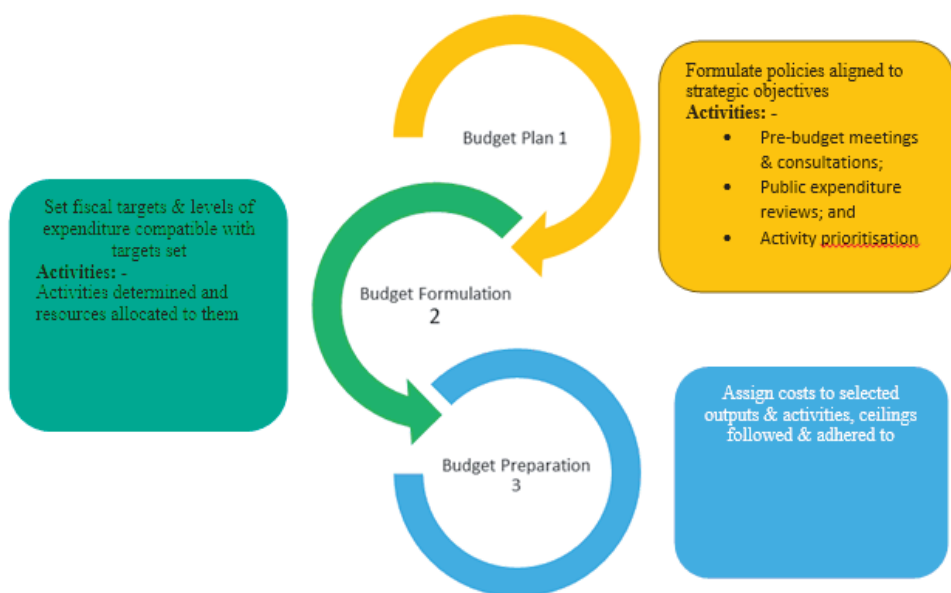 Budget Plan 1
Formulate policies aligned to
strategic objectives
Activities: -
• Pre-budget meetings
& consultations;
• Public expenditure
reviews; and
• Activity prioritisation
Set fiscal targets & levels of
expenditure compatible with
targets set
Activities: -
Activities determined and
resources allocated to them
Budget Formulation
2
Budget Preparation
3
Assign costs to selected
outputs & activities, ceilings
followed & adhered to